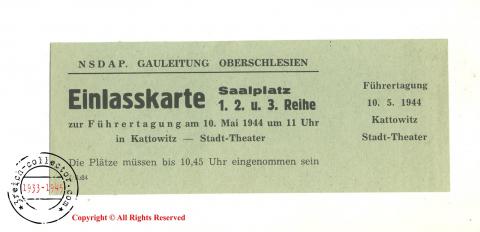 NSDAP. GAULEITUNG OBERSCHLESIEN
Einlasskarte Saalplatz
1. 2. u. 3. Reihe
zur Führertagung am 10. Mai 1944 um 11 Uhr
in Kattowitz — Stadt-Theater
Die Plätze müssen bis 10,45 Uhr eingenommen sein
Führertagung
10. 5. 1944
Kattowitz
Stadt-Theater
1933-1945
Copyright © All Rights Reserved